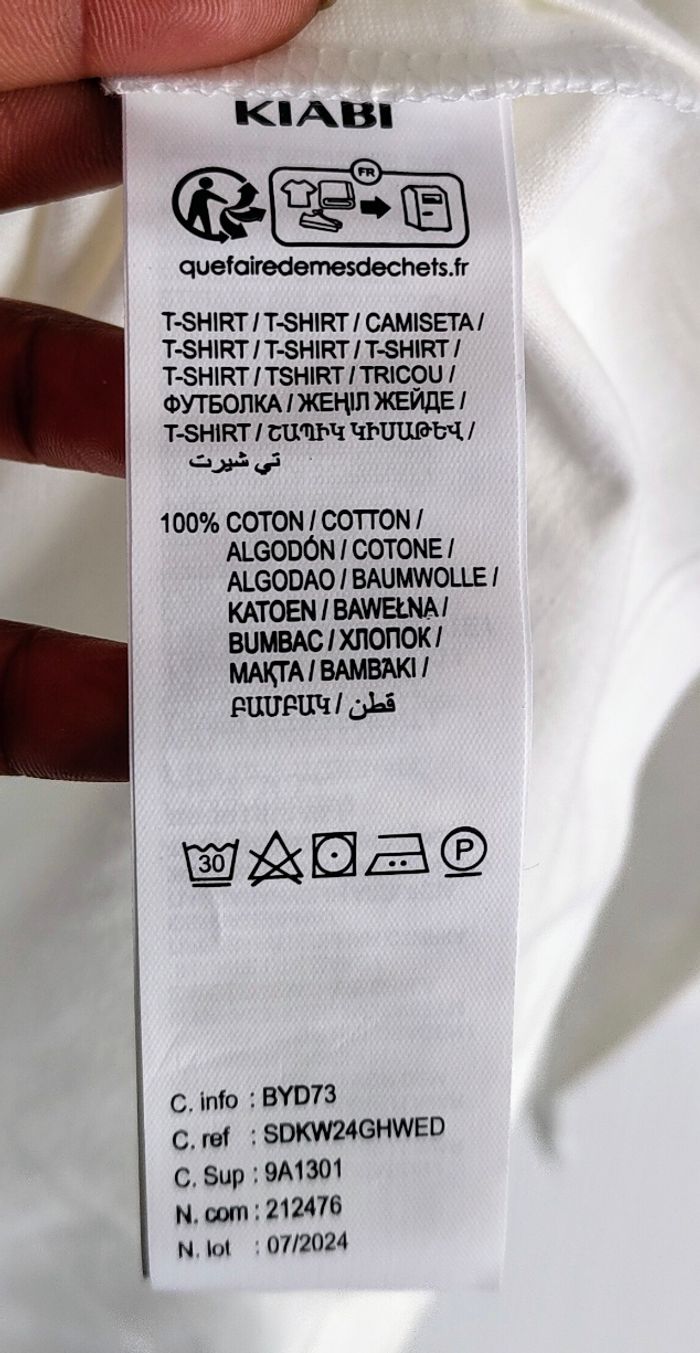 KIABI
FR
quefairedemesdechets.fr
T-SHIRT / T-SHIRT / CAMISETA /
T-SHIRT / T-SHIRT / T-SHIRT /
T-SHIRT / TSHIRT / TRICOU /
ФУТБОЛКА / ЖЕҢІЛ ЖЕЙДЕ /
T-SHIRT / ՇԱՊԻԿ ԿԻՍԱԹԵՎ /
تي شيرت
100% COTON / COTTON /
ALGODÓN / COTONE /
ALGODAO / BAUMWOLLE /
KATOEN / BAWEŁNA /
BUMBAC / ХЛОПОК /
МАҚТА / ΒΑΜΒΆΚΙ /
ԲԱՄԲԱԿ / قطن
30 P
C. info : BYD73
C. ref : SDKW24GHWED
C. Sup : 9A1301
N. com : 212476
N. lot : 07/2024